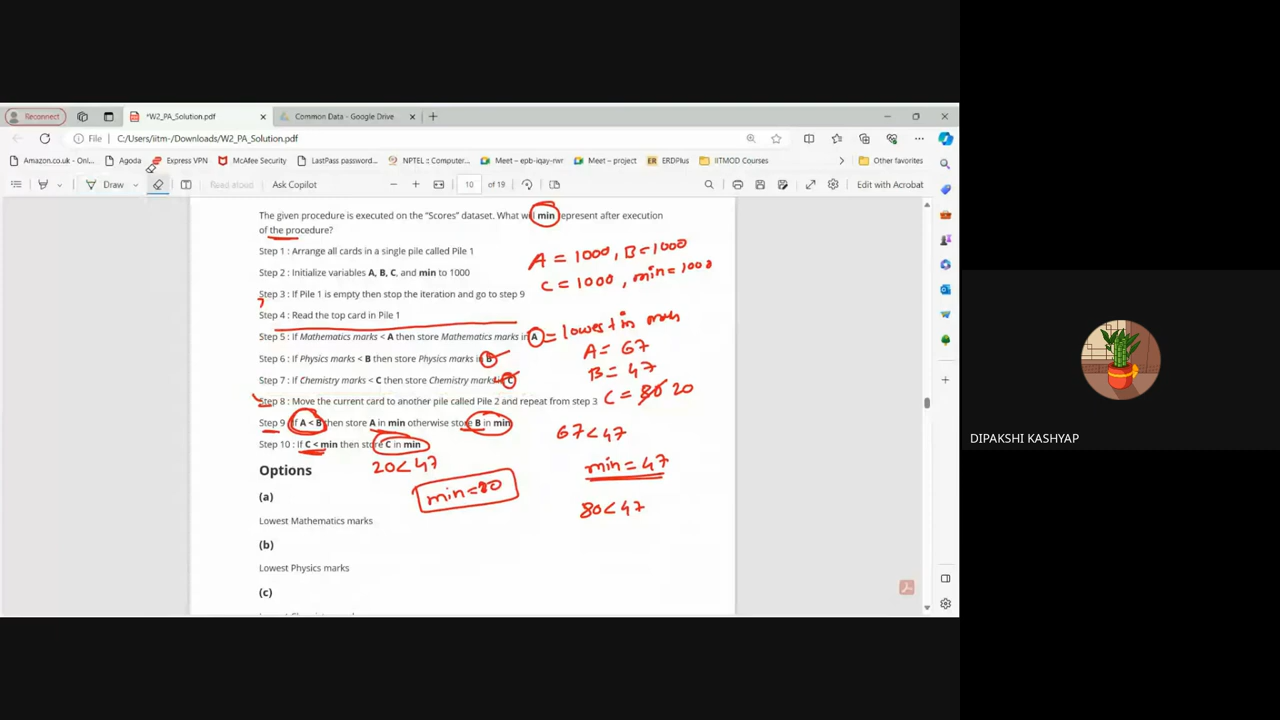 Reconnect
*W2_PA_Solution.pdf
Common Data - Google Drive
File
C:/Users/iitm-/Downloads/W2_PA_Solution.pdf
Amazon.co.uk - Onl...
Agoda
Express VPN
McAfee Security
LastPass password...
NPTEL :: Computer...
Meet – epb-iqay-rwr
Meet – project
ER ERDPlus
IITMOD Courses
Other favorites
Draw
Read aloud
Ask Copilot
10 of 19
Edit with Acrobat
The given procedure is executed on the “Scores” dataset. What w min represent after execution
of the procedure?
A = 1000, B = 1000
Step 1 : Arrange all cards in a single pile called Pile 1
Step 2 : Initialize variables A, B, C, and min to 1000
C = 1000, min = 1000
Step 3 : If Pile 1 is empty then stop the iteration and go to step 9
Step 4 : Read the top card in Pile 1
Step 5 : If Mathematics marks < A then store Mathematics marks in A
= lowest in
A = 67
Step 6 : If Physics marks < B then store Physics marks in B
B = 47
Step 7 : If Chemistry marks < C then store Chemistry marks in C
C = 80 20
Step 8 : Move the current card to another pile called Pile 2 and repeat from step 3
Step 9 : If A < B then store A in min otherwise store B in min
67 < 47
Step 10 : If C < min then store C in min
20 < 47
min = 47
Options
min = 20
(a)
80 < 47
Lowest Mathematics marks
(b)
Lowest Physics marks
(c)
DIPAKSHI KASHYAP